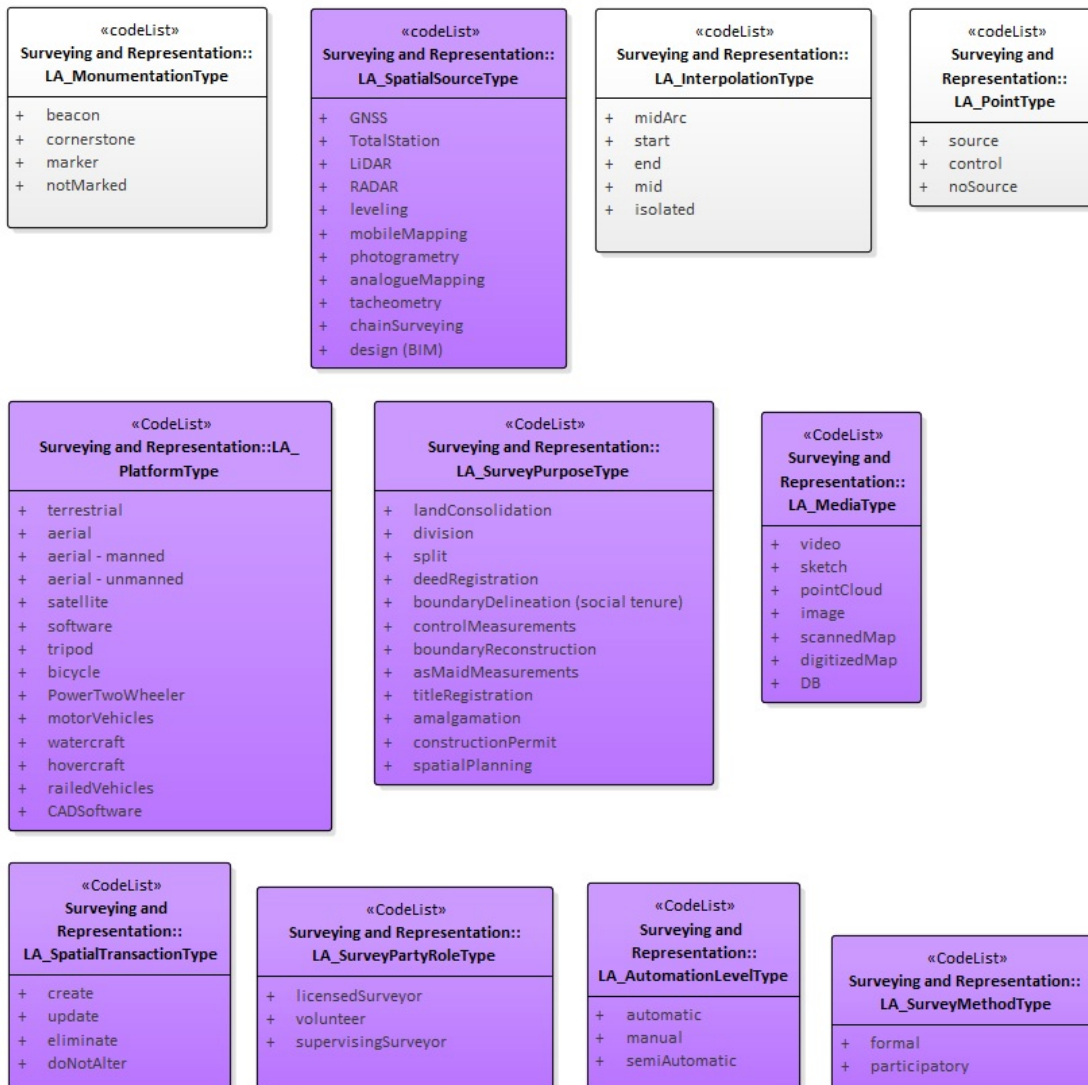 «codeList»
Surveying and Representation::
LA_MonumentationType
+ beacon
+ cornerstone
+ marker
+ notMarked
«codeList»
Surveying and Representation::
LA_SpatialSourceType
+ GNSS
+ TotalStation
+ LiDAR
+ RADAR
+ leveling
+ mobileMapping
+ photogrametry
+ analogueMapping
+ tacheometry
+ chainSurveying
+ design (BIM)
«codeList»
Surveying and Representation::
LA_InterpolationType
+ midArc
+ start
+ end
+ mid
+ isolated
«codeList»
Surveying and
Representation::
LA_PointType
+ source
+ control
+ noSource
«CodeList»
Surveying and Representation::LA_
PlatformType
+ terrestrial
+ aerial
+ aerial - manned
+ aerial - unmanned
+ satellite
+ software
+ tripod
+ bicycle
+ PowerTwoWheeler
+ motorVehicles
+ watercraft
+ hovercraft
+ railedVehicles
+ CADSoftware
«CodeList»
Surveying and Representation::
LA_SurveyPurposeType
+ landConsolidation
+ division
+ split
+ deedRegistration
+ boundaryDelineation (social tenure)
+ controlMeasurements
+ boundaryReconstruction
+ asMaidMeasurements
+ titleRegistration
+ amalgamation
+ constructionPermit
+ spatialPlanning
«CodeList»
Surveying and
Representation::
LA_MediaType
+ video
+ sketch
+ pointCloud
+ image
+ scannedMap
+ digitizedMap
+ DB
«CodeList»
Surveying and
Representation::
LA_SpatialTransactionType
+ create
+ update
+ eliminate
+ doNotAlter
«CodeList»
Surveying and Representation::
LA_SurveyPartyRoleType
+ licensedSurveyor
+ volunteer
+ supervisingSurveyor
«CodeList»
Surveying and
Representation::
LA_AutomationLevelType
+ automatic
+ manual
+ semiAutomatic
«CodeList»
Surveying and Representation::
LA_SurveyMethodType
+ formal
+ participatory